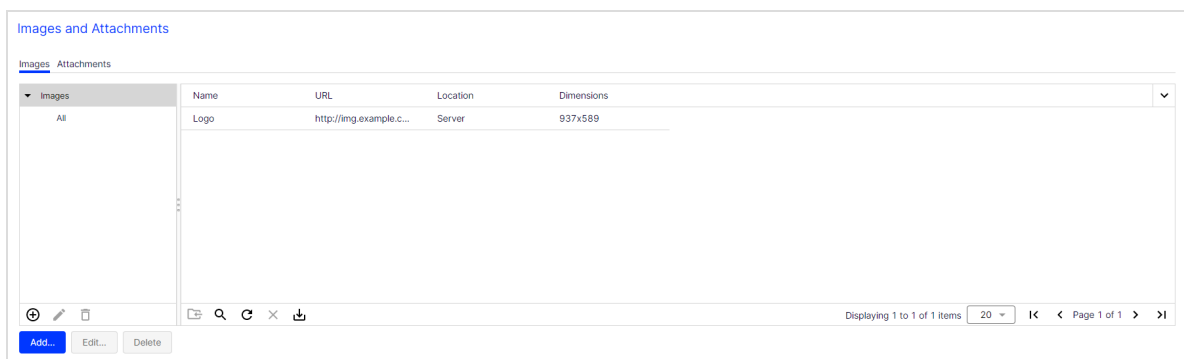 Images and Attachments
Images Attachments
Images
Name URL Location Dimensions
All
Logo http://img.example.c... Server 937x589
Displaying 1 to 1 of 1 items 20 Page 1 of 1
Add... Edit... Delete